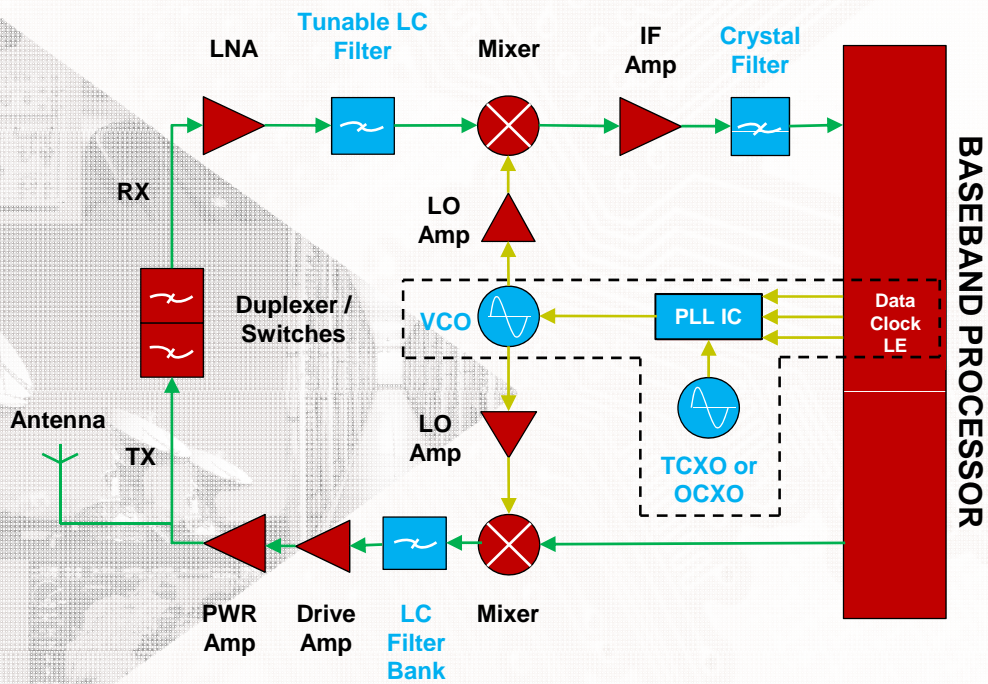 Tunable LC
Filter
LNA
Mixer
IF
Amp
Crystal
Filter
RX
LO
Amp
Duplexer /
Switches
VCO
PLL IC
Data
Clock
LE
BASEBAND PROCESSOR
Antenna
TX
LO
Amp
TCXO or
OCXO
PWR
Amp
Drive
Amp
LC
Filter
Bank
Mixer